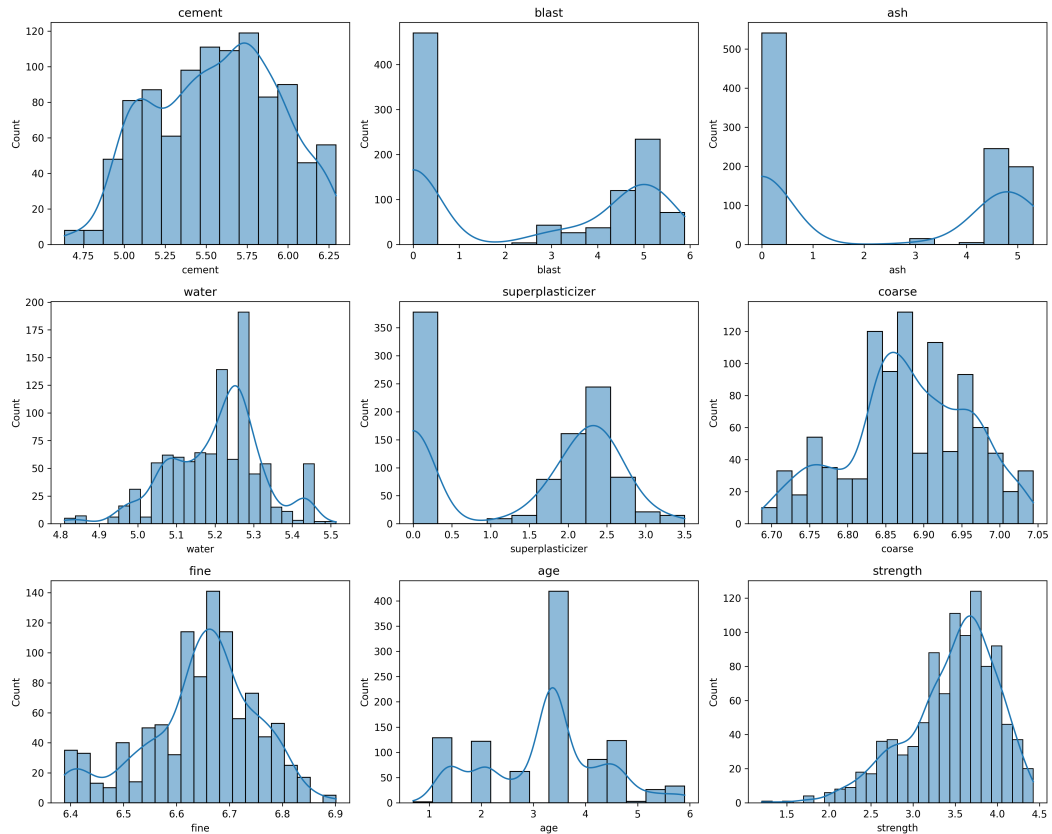 cement
Count
120
100
80
60
40
20
0
4.75 5.00 5.25 5.50 5.75 6.00 6.25
cement
blast
Count
400
300
200
100
0
0 1 2 3 4 5 6
blast
ash
Count
500
400
300
200
100
0
0 1 2 3 4 5
ash
water
Count
200
175
150
125
100
75
50
25
0
4.8 4.9 5.0 5.1 5.2 5.3 5.4 5.5
water
superplasticizer
Count
350
300
250
200
150
100
50
0
0.0 0.5 1.0 1.5 2.0 2.5 3.0 3.5
superplasticizer
coarse
Count
120
100
80
60
40
20
0
6.70 6.75 6.80 6.85 6.90 6.95 7.00 7.05
coarse
fine
Count
140
120
100
80
60
40
20
0
6.4 6.5 6.6 6.7 6.8 6.9
fine
age
Count
400
350
300
250
200
150
100
50
0
1 2 3 4 5 6
age
strength
Count
120
100
80
60
40
20
0
1.5 2.0 2.5 3.0 3.5 4.0 4.5
strength